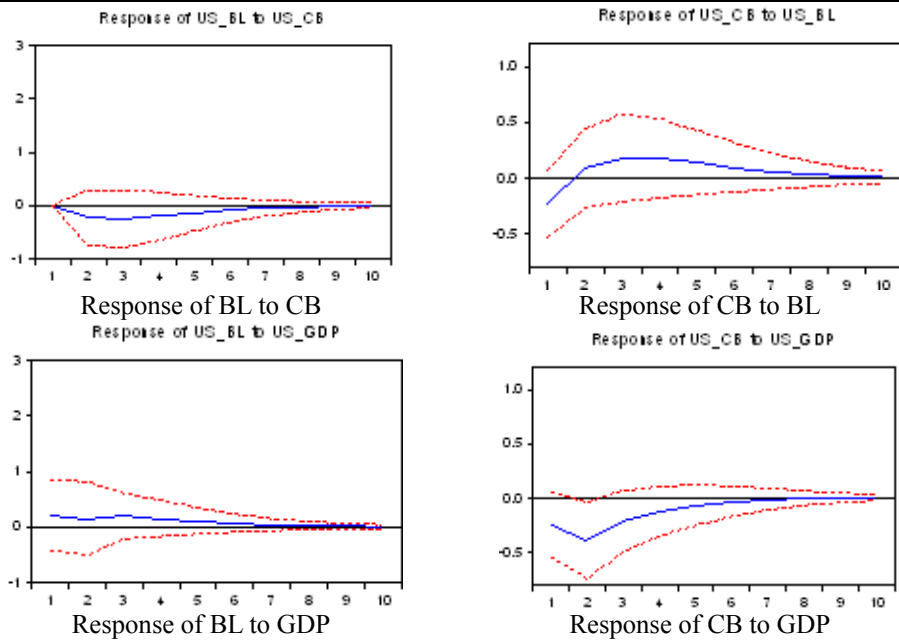 Response of US_BL to US_CB
3
2
1
0
-1
1 2 3 4 5 6 7 8 9 10
Response of BL to CB
Response of US_CB to US_BL
1.0
0.5
0.0
-0.5
1 2 3 4 5 6 7 8 9 10
Response of CB to BL
Response of US_BL to US_GDP
3
2
1
0
-1
1 2 3 4 5 6 7 8 9 10
Response of BL to GDP
Response of US_CB to US_GDP
1.0
0.5
0.0
-0.5
1 2 3 4 5 6 7 8 9 10
Response of CB to GDP